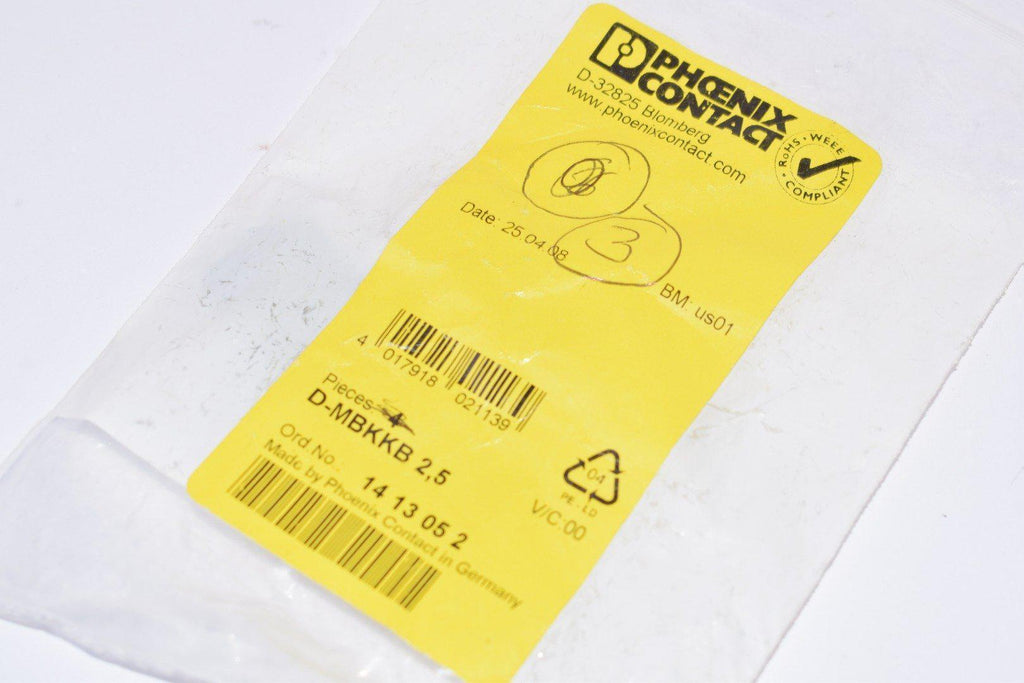 PHŒNIX
CONTACT
D-32825 Blomberg
www.phoenixcontact.com
RoHS · WEEE
COMPLIANT
3
Date: 25.04.08
BM: us01
4 017918 021139
Pieces
D-MBKKB 2,5
Ord.No.: 14 13 05 2
Made by Phoenix Contact in Germany
04
PE-LD
V/C:00